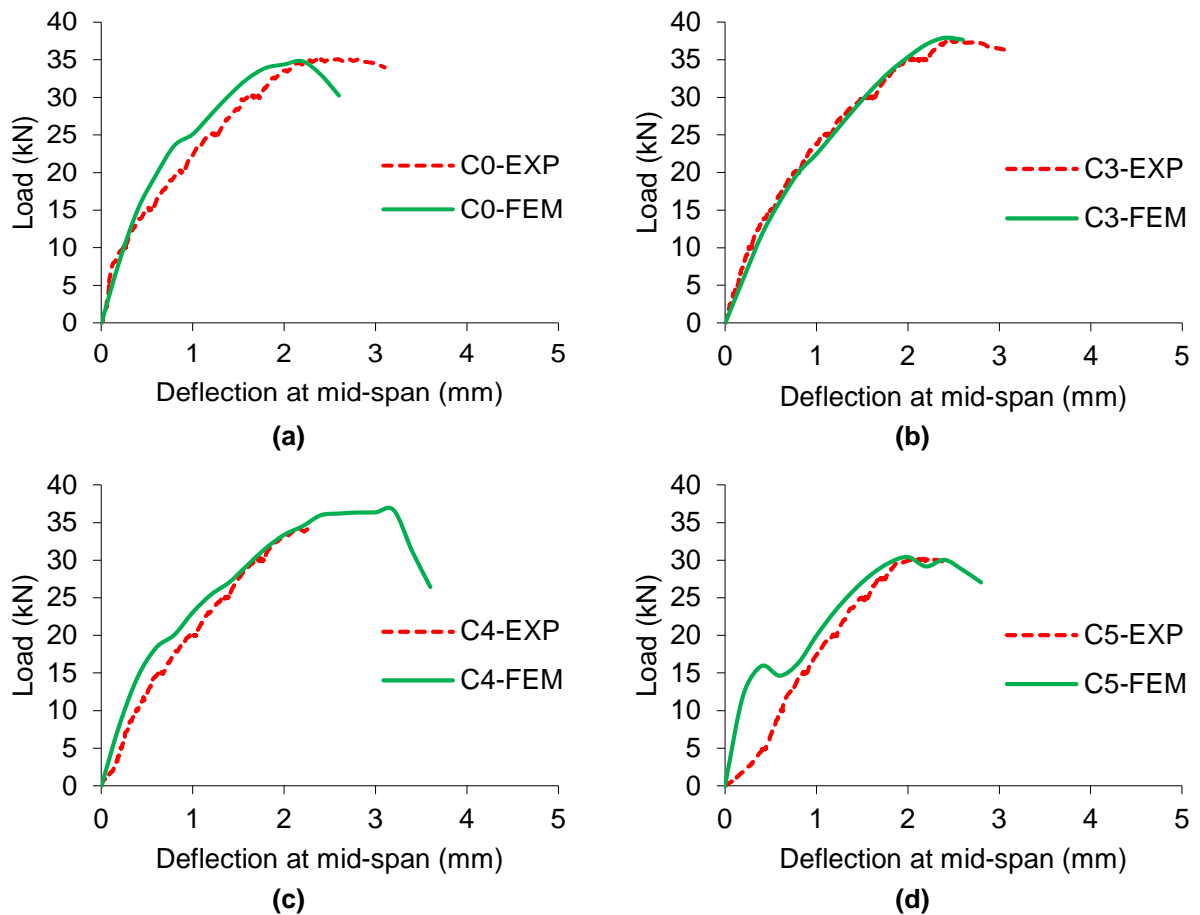 40
35
30
25
20
15
10
5
0
Load (kN)
C0-EXP
C0-FEM
0 1 2 3 4 5
Deflection at mid-span (mm)
(a)
40
35
30
25
20
15
10
5
0
Load (kN)
C3-EXP
C3-FEM
0 1 2 3 4 5
Deflection at mid-span (mm)
(b)
40
35
30
25
20
15
10
5
0
Load (kN)
C4-EXP
C4-FEM
0 1 2 3 4 5
Deflection at mid-span (mm)
(c)
40
35
30
25
20
15
10
5
0
Load (kN)
C5-EXP
C5-FEM
0 1 2 3 4 5
Deflection at mid-span (mm)
(d)